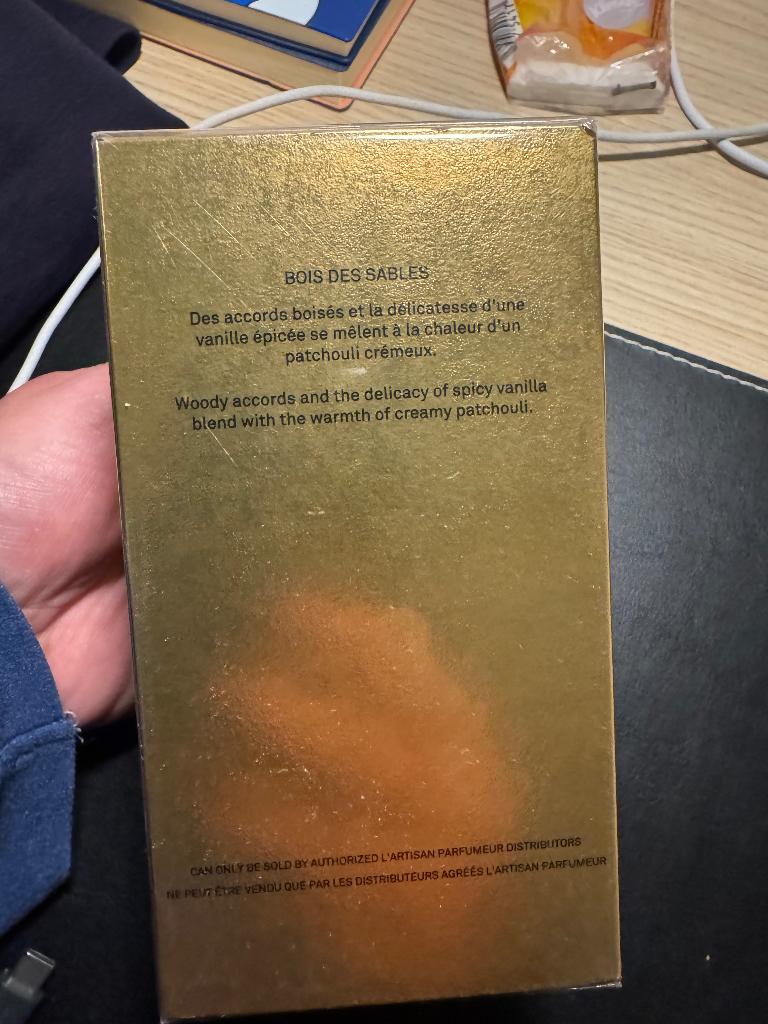 BOIS DES SABLES
Des accords boisés et la délicatesse d'une
vanille épicée se mêlent à la chaleur d'un
patchouli crémeux.
Woody accords and the delicacy of spicy vanilla
blend with the warmth of creamy patchouli.
CAN ONLY BE SOLD BY AUTHORIZED L'ARTISAN PARFUMEUR DISTRIBUTORS
NE PEUT ÊTRE VENDU QUE PAR LES DISTRIBUTEURS AGRÉÉS L'ARTISAN PARFUMEUR